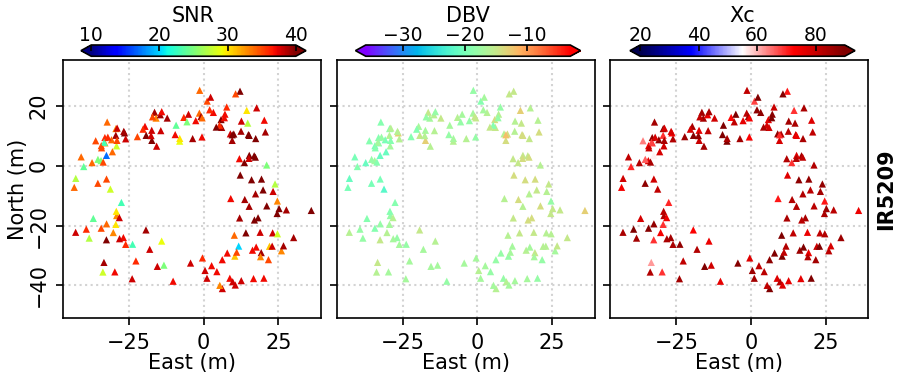 SNR DBV Xc
10 20 30 40 −30 −20 −10 20 40 60 80
20
0
−20
−40
North (m)
IR5209
−25 0 25 −25 0 25 −25 0 25
East (m) East (m) East (m)